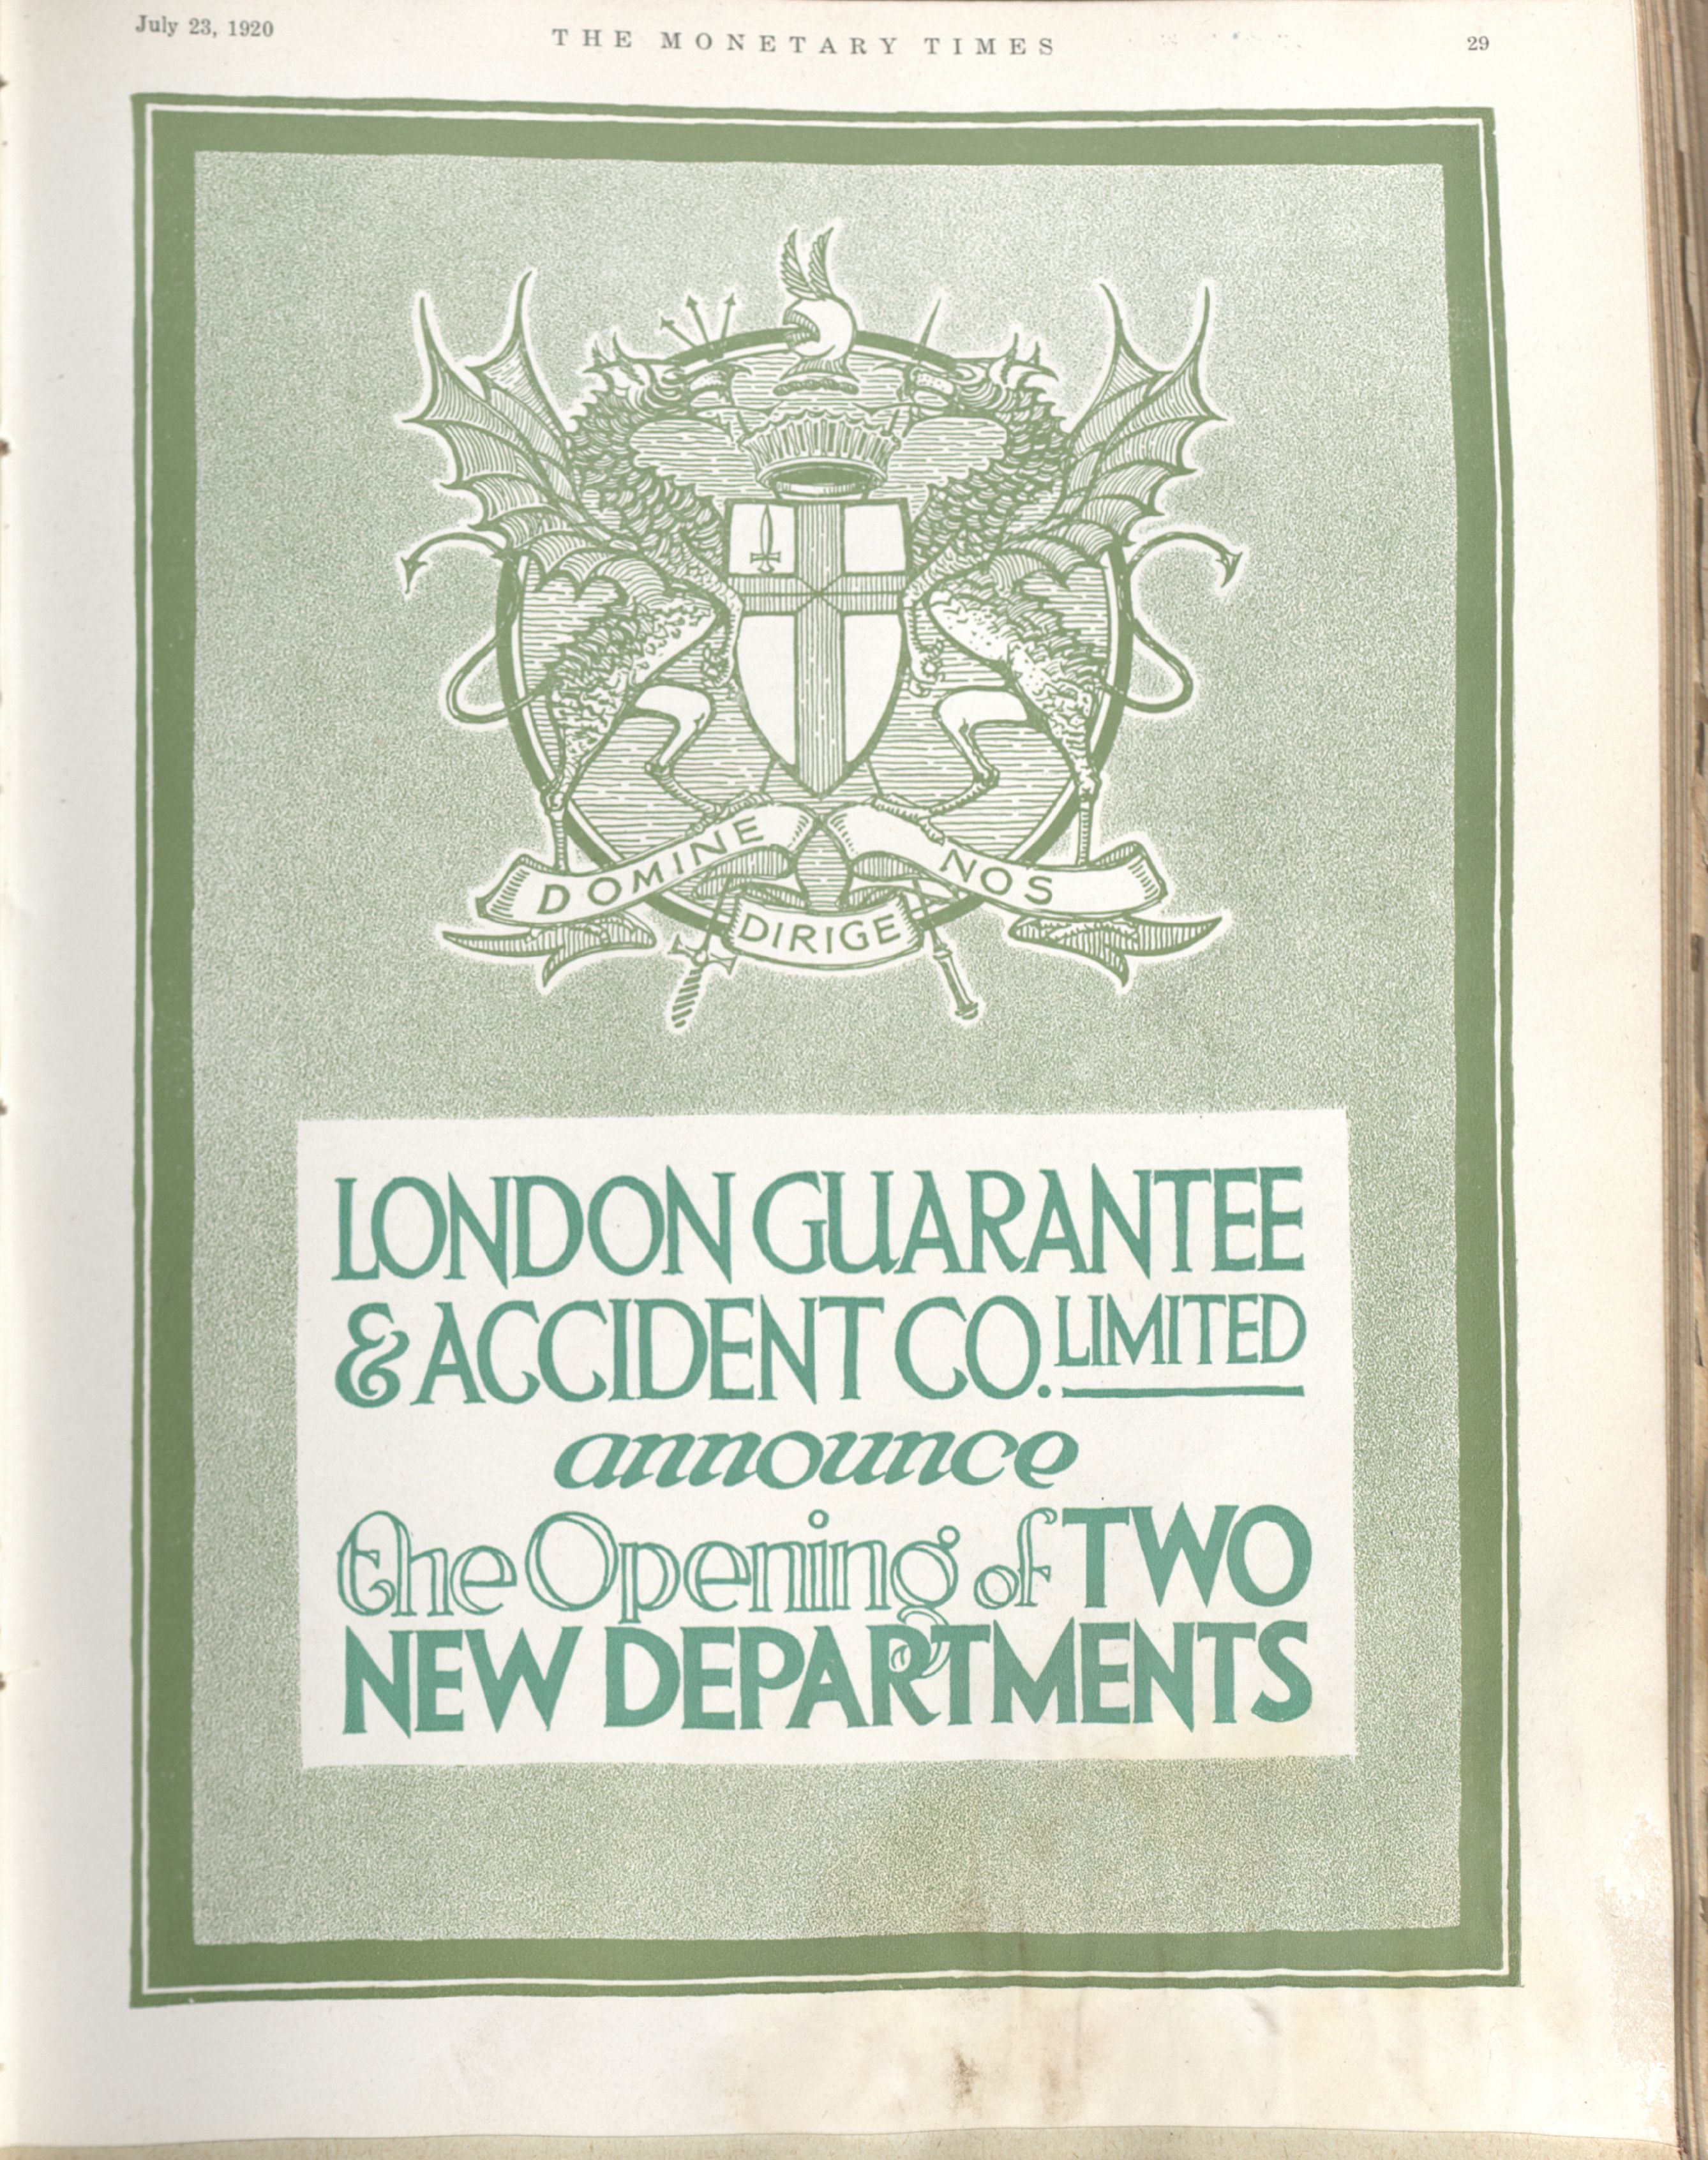 July 23, 1920
THE MONETARY TIMES
29
DOMINE
NOS
DIRIGE
LONDON GUARANTEE
& ACCIDENT CO. LIMITED
announce
the Opening of TWO
NEW DEPARTMENTS